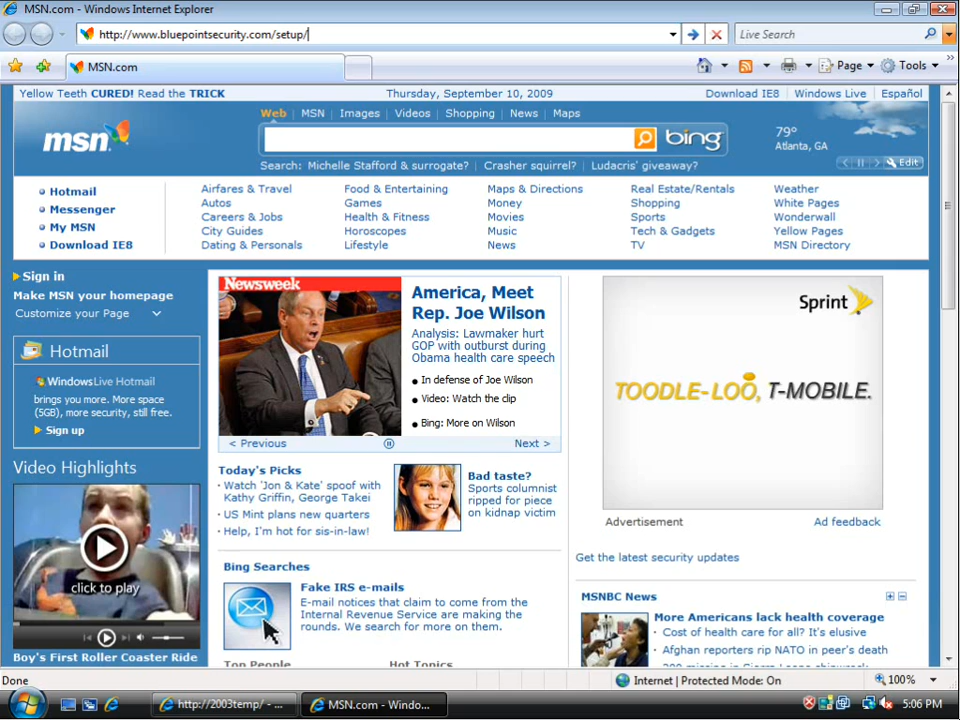 MSN.com - Windows Internet Explorer
http://www.bluepointsecurity.com/setup/
Live Search
MSN.com
Page
Tools
Yellow Teeth CURED! Read the TRICK
Thursday, September 10, 2009
Download IE8
Windows Live
Español
msn
Web
MSN
Images
Videos
Shopping
News
Maps
bing
79°
Atlanta, GA
Search: Michelle Stafford & surrogate?
Crasher squirrel?
Ludacris' giveaway?
Edit
Hotmail
Messenger
My MSN
Download IE8
Airfares & Travel
Autos
Careers & Jobs
City Guides
Dating & Personals
Food & Entertaining
Games
Health & Fitness
Horoscopes
Lifestyle
Maps & Directions
Money
Movies
Music
News
Real Estate/Rentals
Shopping
Sports
Tech & Gadgets
TV
Weather
White Pages
Wonderwall
Yellow Pages
MSN Directory
Sign in
Make MSN your homepage
Customize your Page
Hotmail
WindowsLive Hotmail
brings you more. More space
(5GB), more security, still free.
Sign up
Video Highlights
click to play
Boy's First Roller Coaster Ride
Newsweek
America, Meet
Rep. Joe Wilson
Analysis: Lawmaker hurt
GOP with outburst during
Obama health care speech
In defense of Joe Wilson
Video: Watch the clip
Bing: More on Wilson
< Previous
Next >
Today's Picks
Watch 'Jon & Kate' spoof with
Kathy Griffin, George Takei
US Mint plans new quarters
Help, I'm hot for sis-in-law!
Bad taste?
Sports columnist
ripped for piece
on kidnap victim
Bing Searches
Fake IRS e-mails
E-mail notices that claim to come from the
Internal Revenue Service are making the
rounds. We search for more on them.
Top People
Hot Topics
Sprint
TOODLE-LOO, T-MOBILE.
Advertisement
Ad feedback
Get the latest security updates
MSNBC News
More Americans lack health coverage
Cost of health care for all? It's elusive
Afghan reporters rip NATO in peer's death
Done
Internet | Protected Mode: On
100%
http://2003temp/ - ...
MSN.com - Windo...
5:06 PM